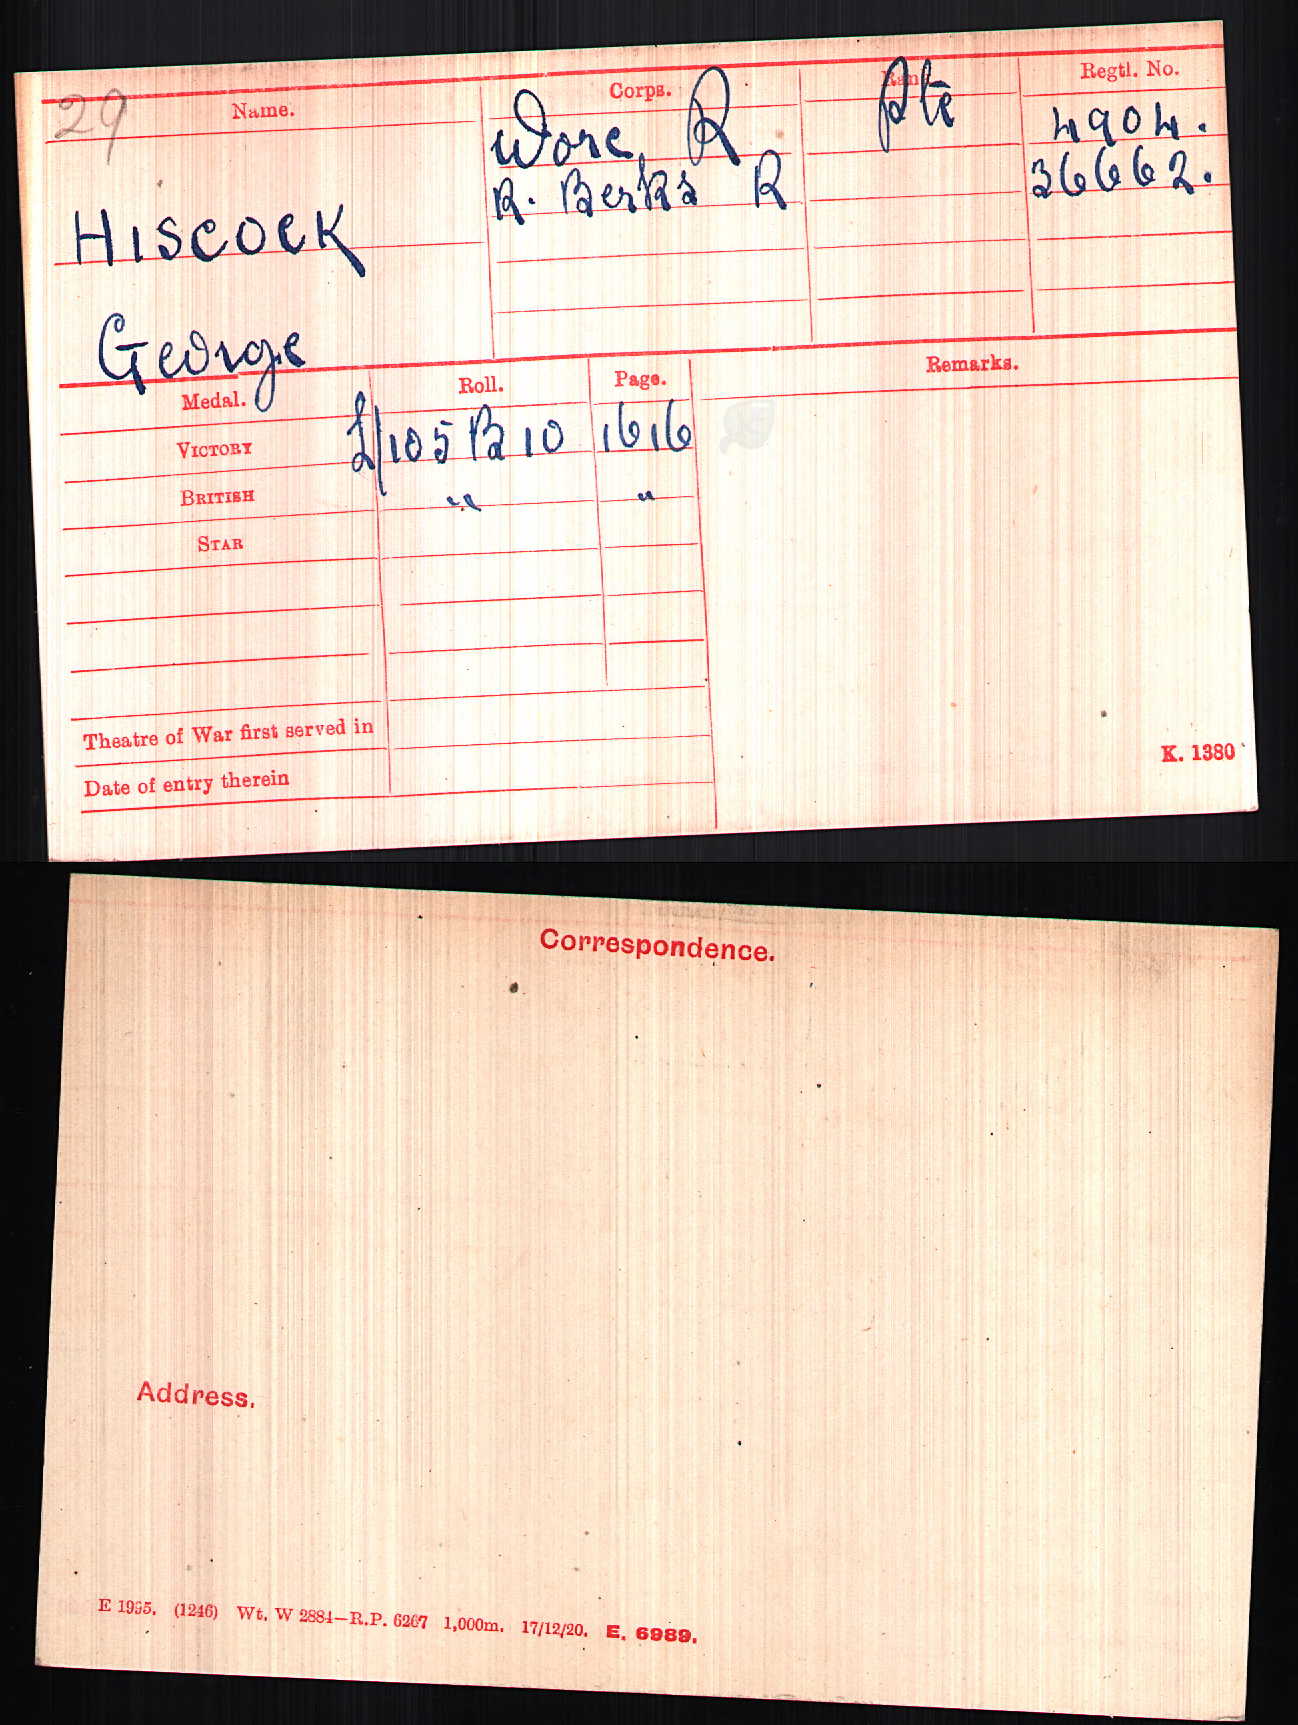 29
Name.
Corps.
Rank.
Regtl. No.
Worc. R
Pte
4904.
R. Berks R
36662.
HISCOCK
George
Medal.
Roll.
Page.
Remarks.
VICTORY
L/105 B 10
1616
BRITISH
"
"
STAR
Theatre of War first served in
Date of entry therein
K. 1380
Correspondence.
Address.
E 1995. (1246) Wt. W 2884—R.P. 6267 1,000m. 17/12/20. E. 6989.